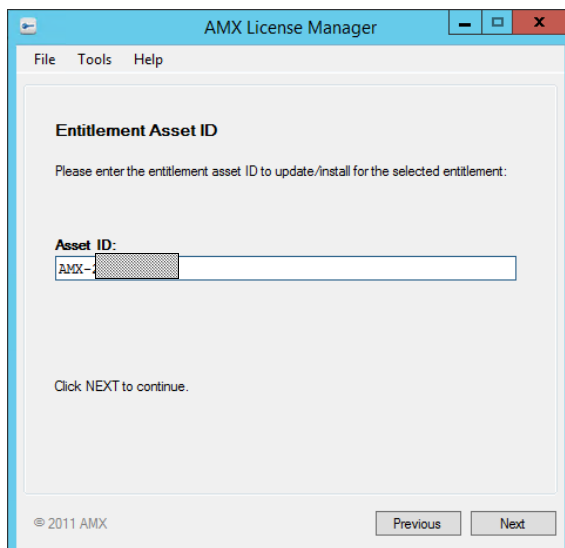 AMX License Manager
File Tools Help
Entitlement Asset ID
Please enter the entitlement asset ID to update/install for the selected entitlement:
Asset ID:
AMX-
Click NEXT to continue.
© 2011 AMX
Previous Next